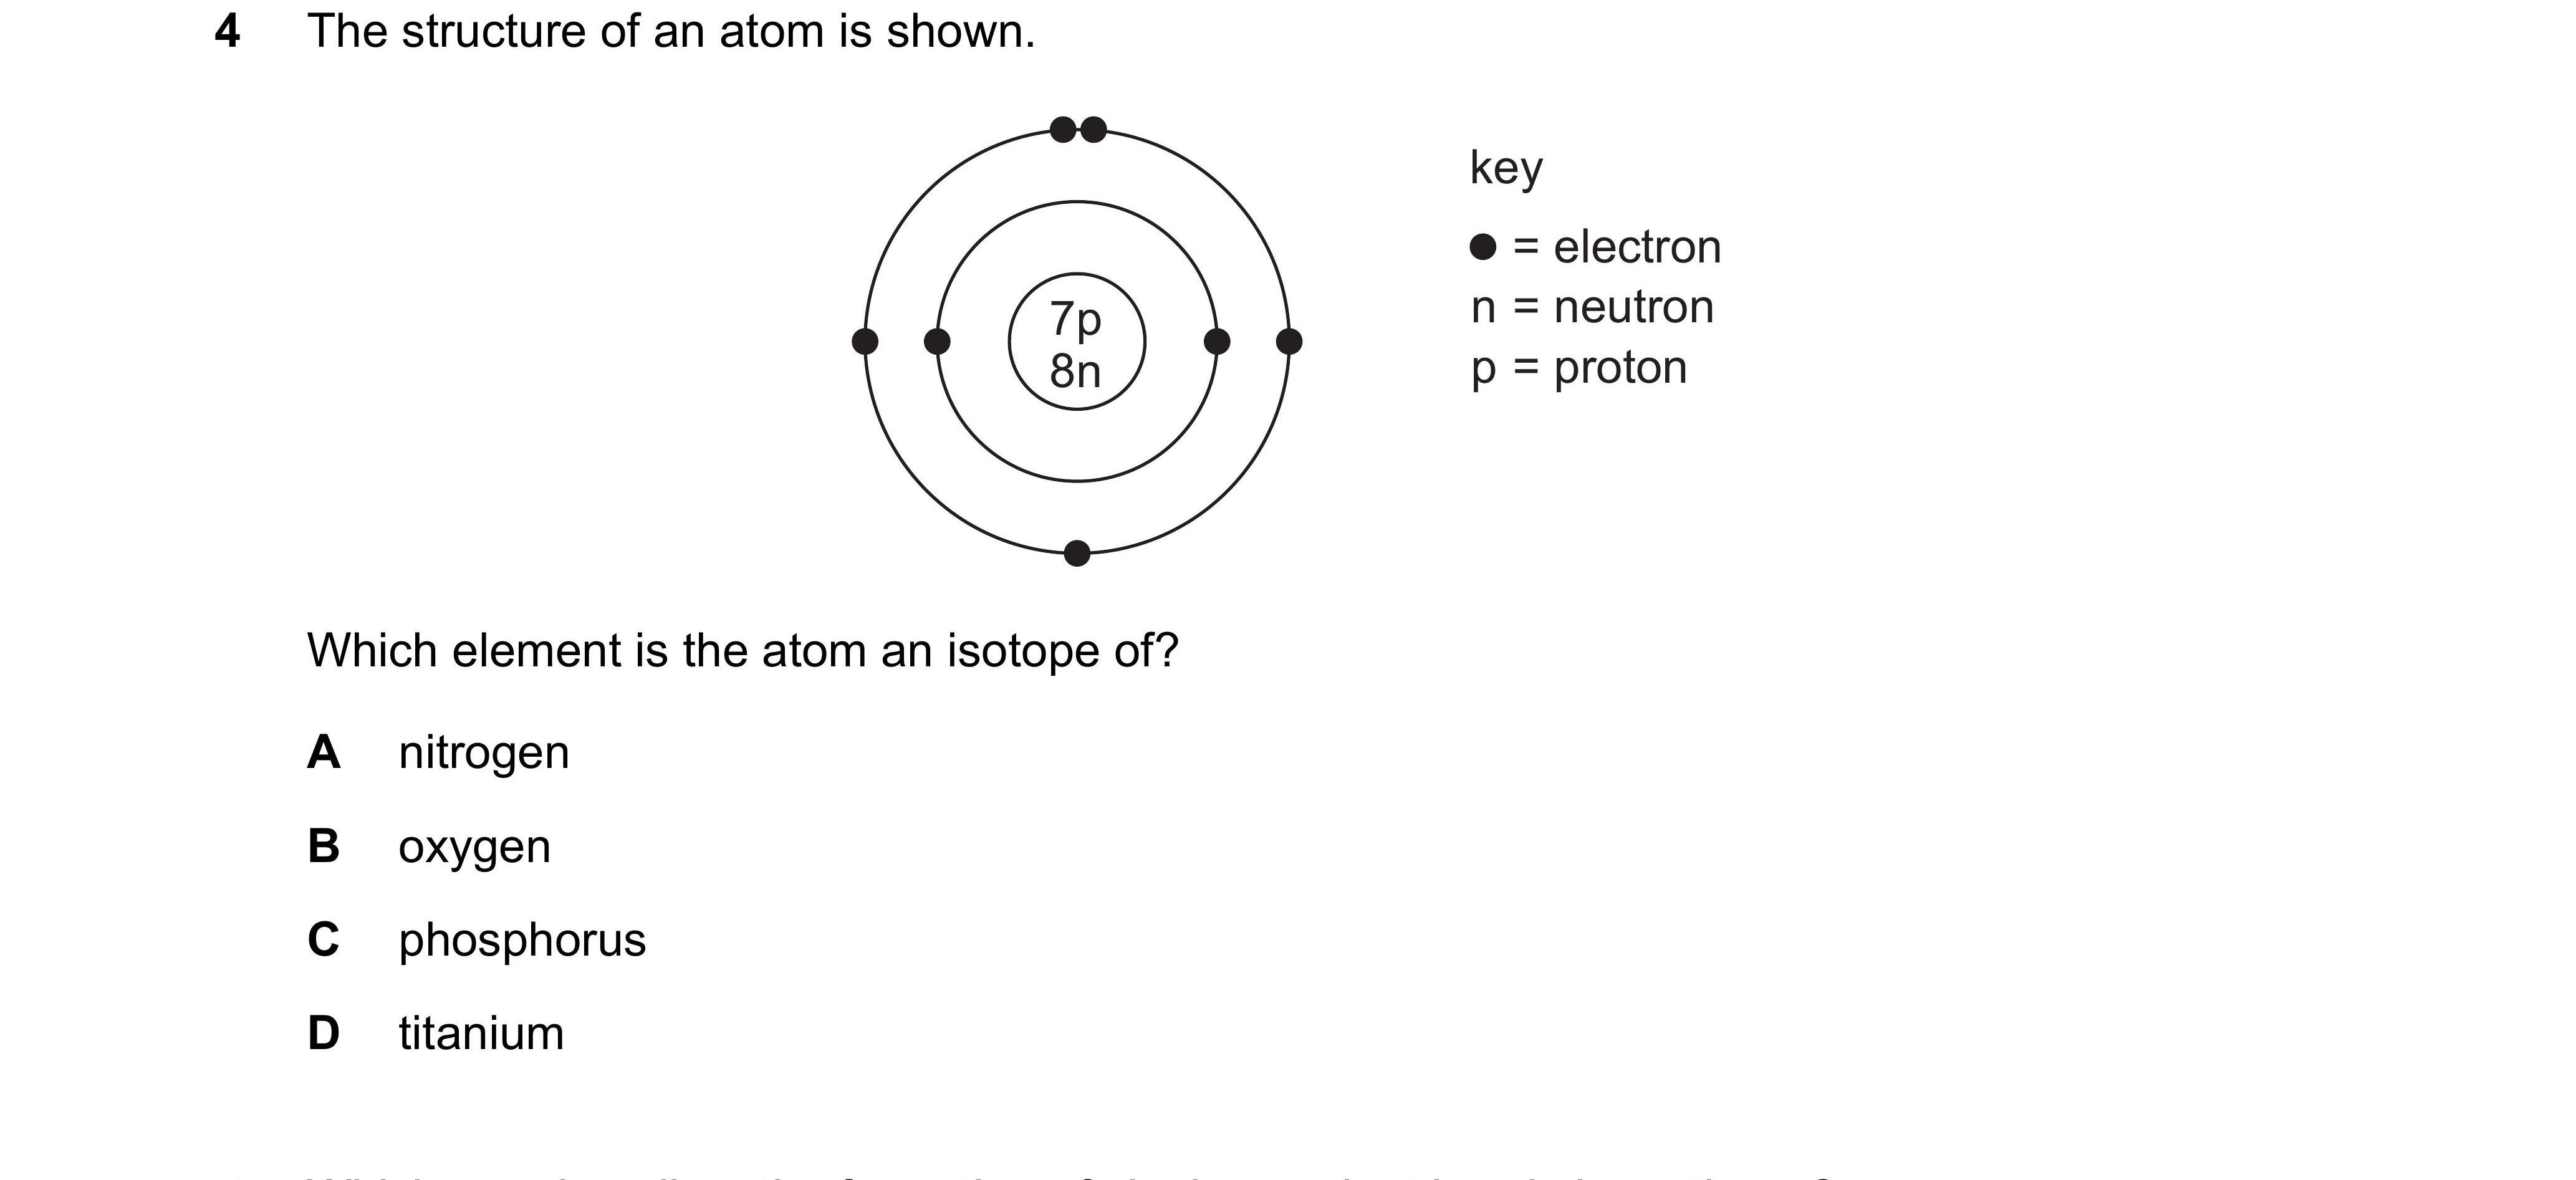 4 The structure of an atom is shown.
key
● = electron
n = neutron
p = proton
7p
8n
Which element is the atom an isotope of?
A nitrogen
B oxygen
C phosphorus
D titanium